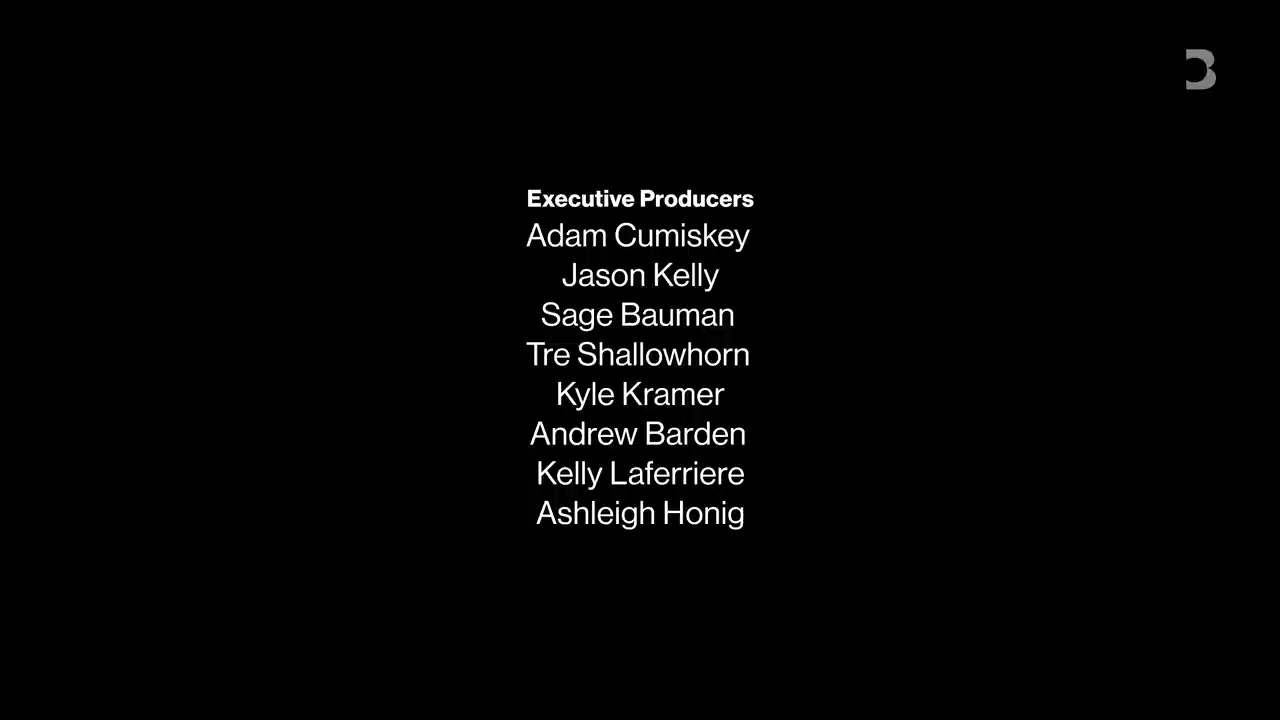 Executive Producers
Adam Cumiskey
Jason Kelly
Sage Bauman
Tre Shallowhorn
Kyle Kramer
Andrew Barden
Kelly Laferriere
Ashleigh Honig